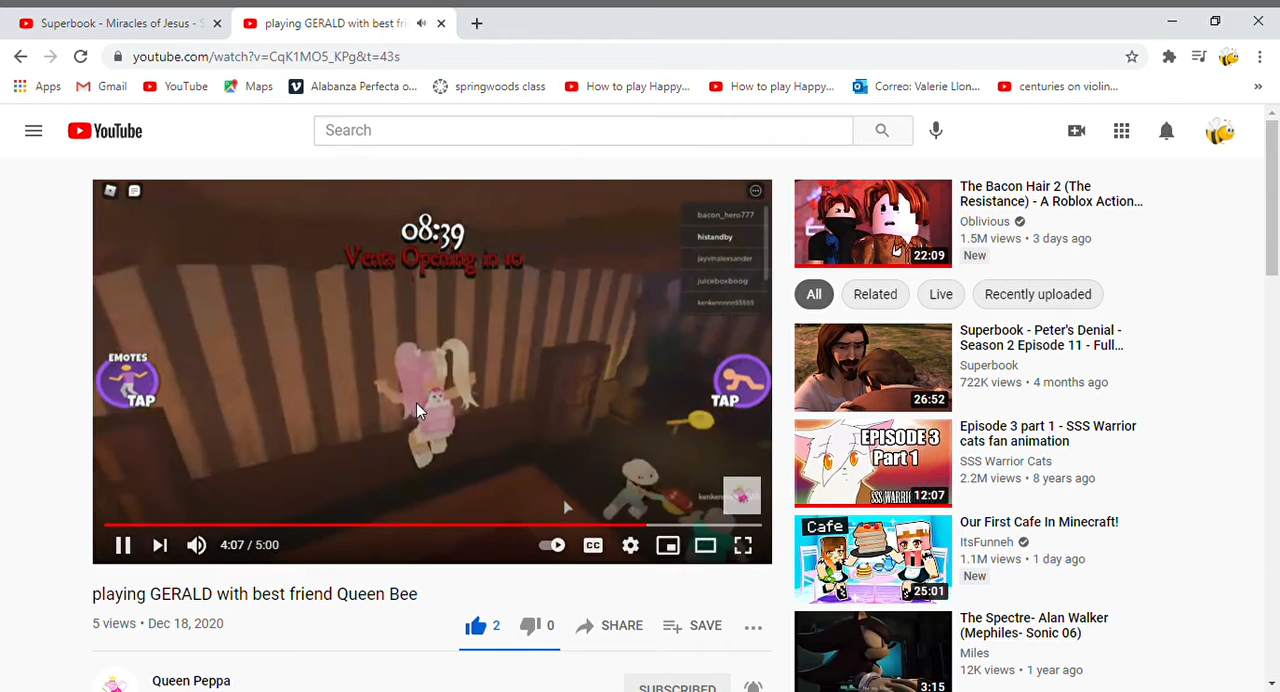 Superbook - Miracles of Jesus - S
playing GERALD with best fri
youtube.com/watch?v=CqK1MO5_KPg&t=43s
Apps
Gmail
YouTube
Maps
Alabanza Perfecta o...
springwoods class
How to play Happy...
How to play Happy...
Correo: Valerie Llon...
centuries on violin...
YouTube
Search
08:39
Vents Opening in 10
bacon_hero777
histandby
jayvinalexsander
juiceboxboog
EMOTES
TAP
TAP
4:07 / 5:00
CC
playing GERALD with best friend Queen Bee
5 views • Dec 18, 2020
2
0
SHARE
SAVE
Queen Peppa
SUBSCRIBED
The Bacon Hair 2 (The
Resistance) - A Roblox Action...
Oblivious
1.5M views • 3 days ago
New
22:09
All
Related
Live
Recently uploaded
Superbook - Peter's Denial -
Season 2 Episode 11 - Full...
Superbook
722K views • 4 months ago
26:52
EPISODE 3
Part 1
SSS WARRI
12:07
Episode 3 part 1 - SSS Warrior
cats fan animation
SSS Warrior Cats
2.2M views • 8 years ago
Cafe
25:01
Our First Cafe In Minecraft!
ItsFunneh
1.1M views • 1 day ago
New
The Spectre- Alan Walker
(Mephiles- Sonic 06)
Miles
12K views • 1 year ago
3:15